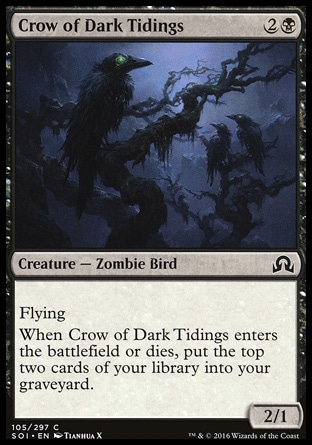 Crow of Dark Tidings 2
Creature — Zombie Bird
Flying
When Crow of Dark Tidings enters
the battlefield or dies, put the top
two cards of your library into your
graveyard.
2/1
105/297 C
SOI • EN Tianhua X
™ & © 2016 Wizards of the Coast